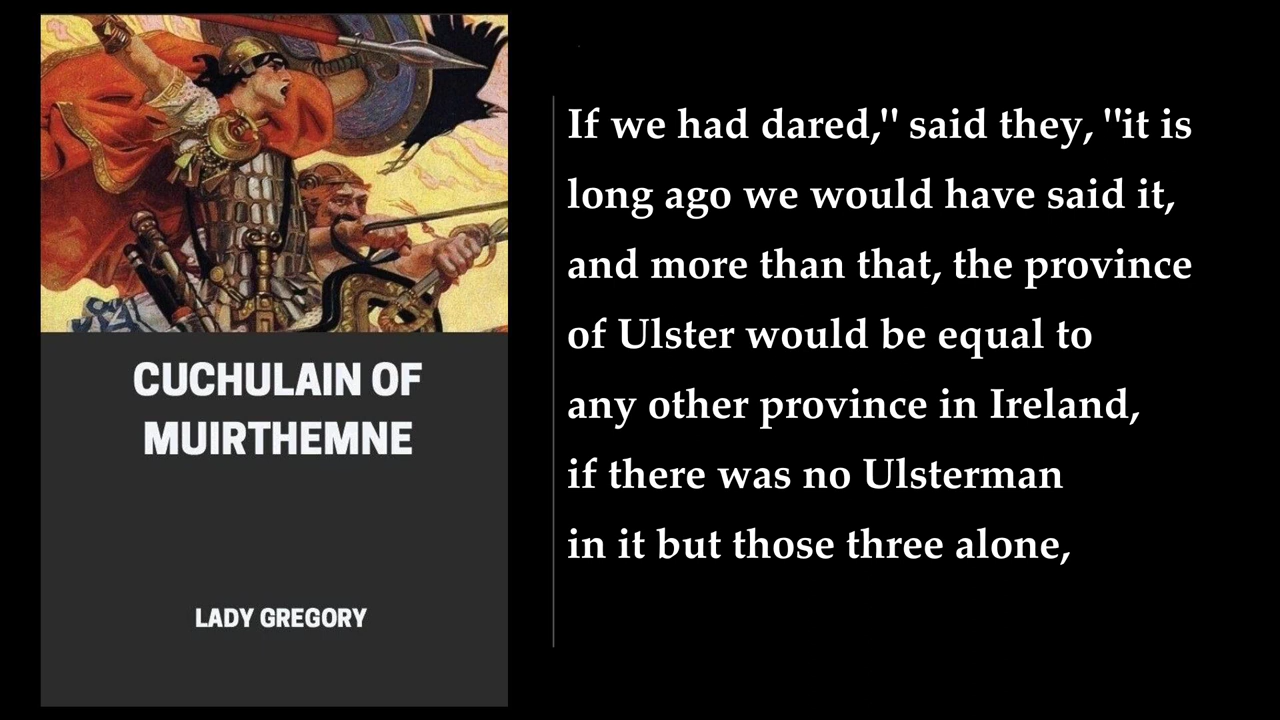 CUCHULAIN OF
MUIRTHEMNE
LADY GREGORY
If we had dared," said they, "it is
long ago we would have said it,
and more than that, the province
of Ulster would be equal to
any other province in Ireland,
if there was no Ulsterman
in it but those three alone,